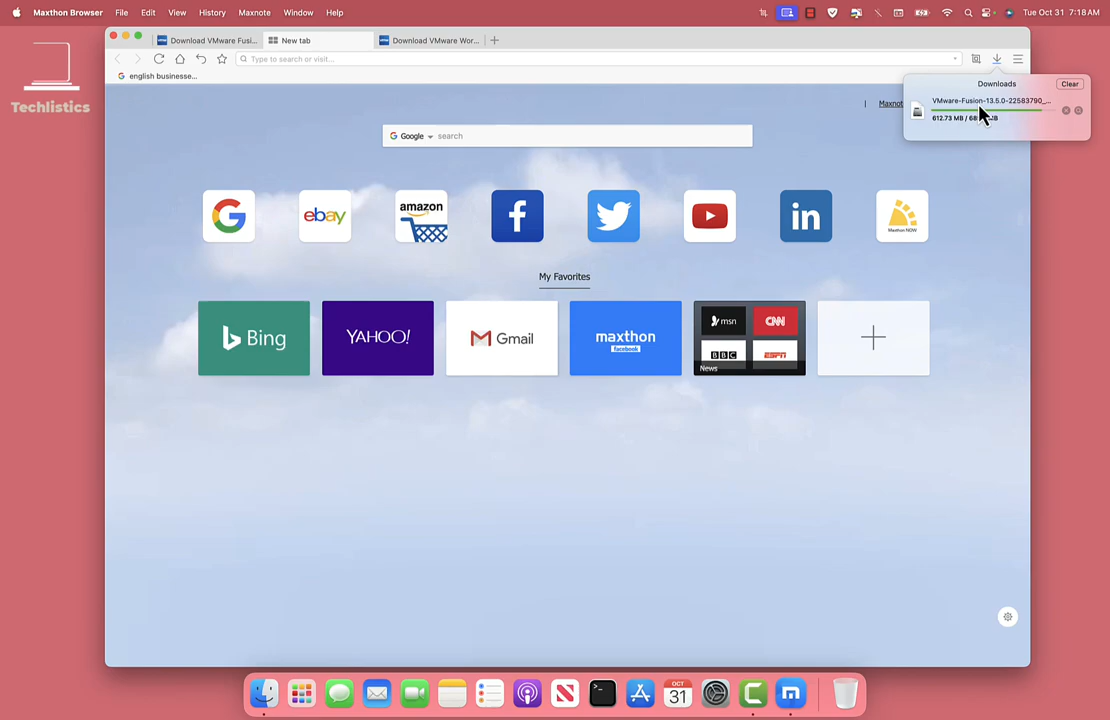 Maxthon Browser File Edit View History Maxnote Window Help
Tue Oct 31 7:18 AM
Techlistics
Download VMware Fusi...
New tab
Download VMware Wor...
Type to search or visit...
english businesse...
Downloads
Clear
VMware-Fusion-13.5.0-22583790_...
612.73 MB /
Google
search
ebay
amazon
Maxthon NOW
My Favorites
Bing
YAHOO!
Gmail
maxthon
facebook
msn
CNN
BBC
ESPN
News
OCT
31